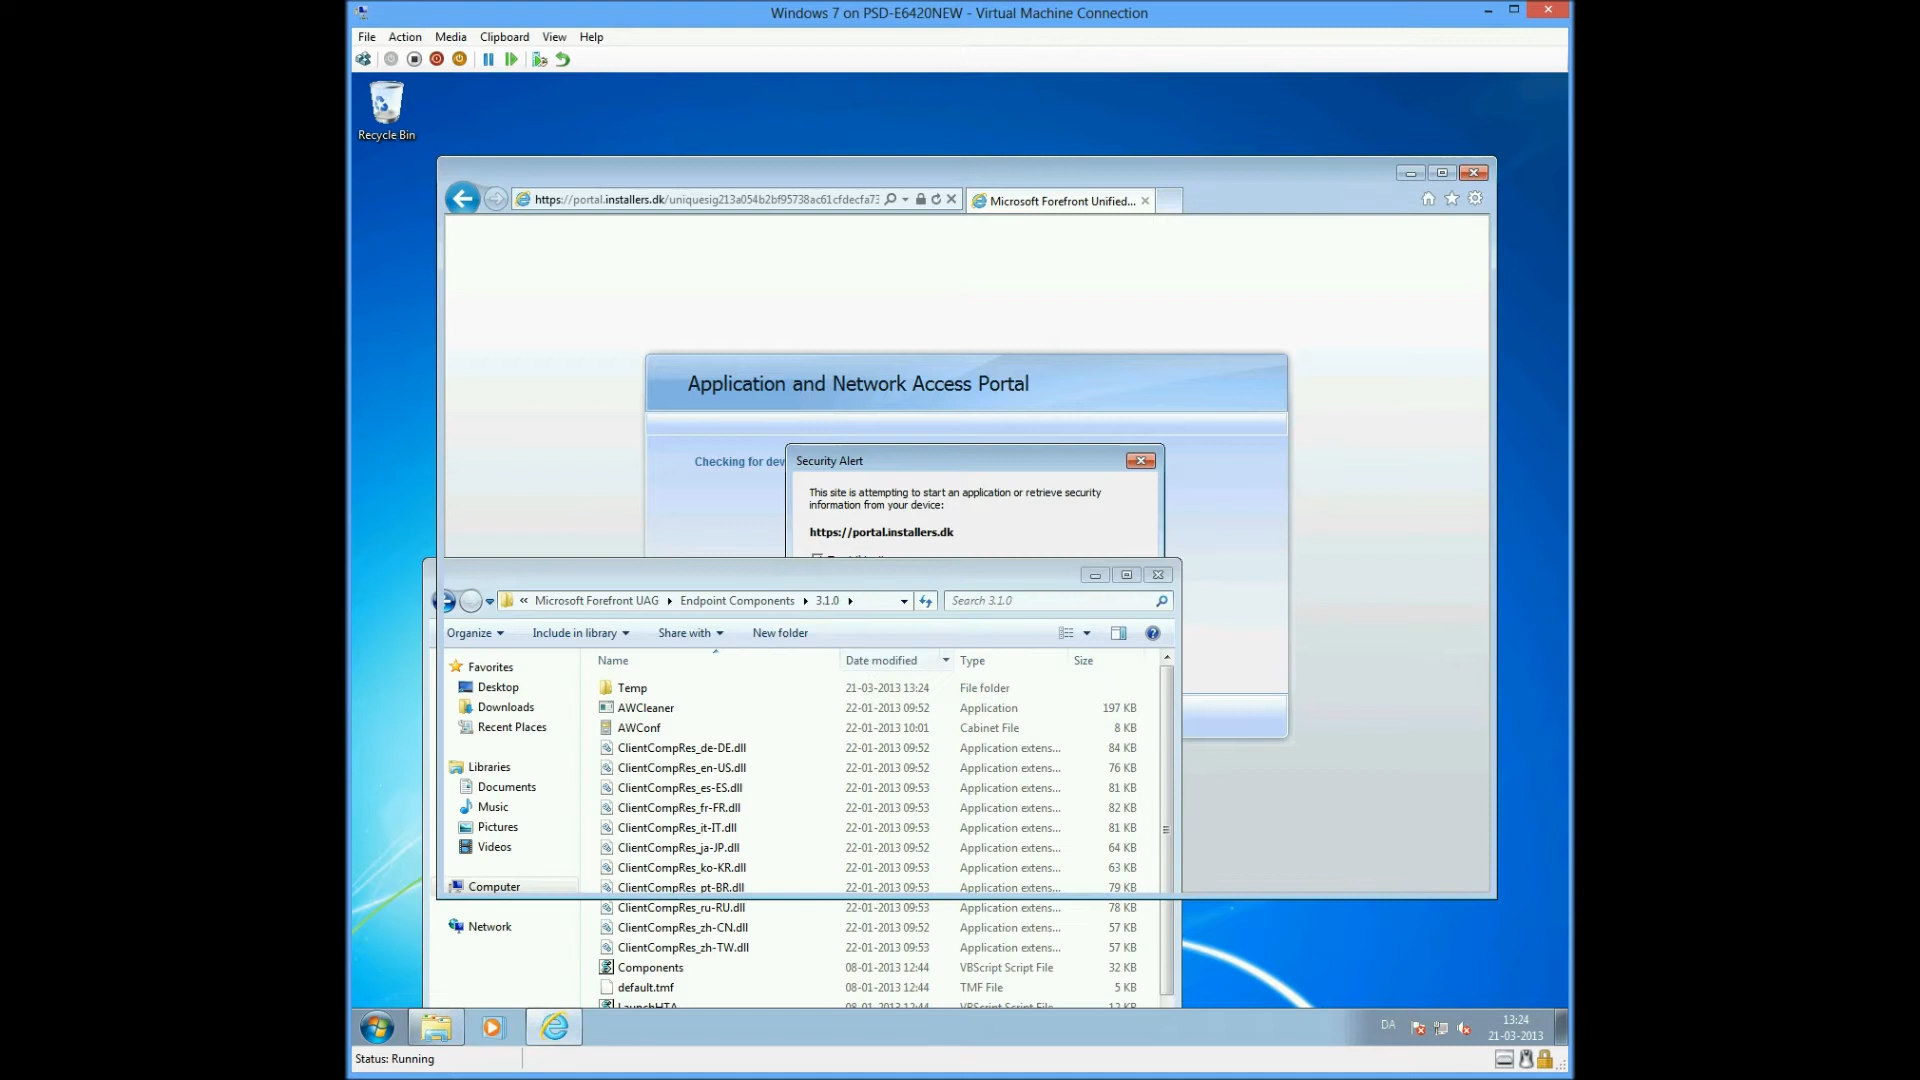 Windows 7 on PSD-E6420NEW - Virtual Machine Connection
File Action Media Clipboard View Help
Recycle Bin
https://portal.installers.dk/uniquesig213a054b2bf95738ac61cfdecfa73
Microsoft Forefront Unified...
Application and Network Access Portal
Checking for dev
Security Alert
This site is attempting to start an application or retrieve security
information from your device:
https://portal.installers.dk
« Microsoft Forefront UAG Endpoint Components 3.1.0
Search 3.1.0
Organize Include in library Share with New folder
Name Date modified Type Size
Favorites
Desktop
Downloads
Recent Places
Libraries
Documents
Music
Pictures
Videos
Computer
Network
Temp 21-03-2013 13:24 File folder
AWCleaner 22-01-2013 09:52 Application 197 KB
AWConf 22-01-2013 10:01 Cabinet File 8 KB
ClientCompRes_de-DE.dll 22-01-2013 09:52 Application extens... 84 KB
ClientCompRes_en-US.dll 22-01-2013 09:52 Application extens... 76 KB
ClientCompRes_es-ES.dll 22-01-2013 09:53 Application extens... 81 KB
ClientCompRes_fr-FR.dll 22-01-2013 09:53 Application extens... 82 KB
ClientCompRes_it-IT.dll 22-01-2013 09:53 Application extens... 81 KB
ClientCompRes_ja-JP.dll 22-01-2013 09:52 Application extens... 64 KB
ClientCompRes_ko-KR.dll 22-01-2013 09:53 Application extens... 63 KB
ClientCompRes_pt-BR.dll 22-01-2013 09:53 Application extens... 79 KB
ClientCompRes_ru-RU.dll 22-01-2013 09:53 Application extens... 78 KB
ClientCompRes_zh-CN.dll 22-01-2013 09:52 Application extens... 57 KB
ClientCompRes_zh-TW.dll 22-01-2013 09:53 Application extens... 57 KB
Components 08-01-2013 12:44 VBScript Script File 32 KB
default.tmf 08-01-2013 12:44 TMF File 5 KB
LaunchHTA 08-01-2013 12:44 VBScript Script File 12 KB
DA
13:24
21-03-2013
Status: Running